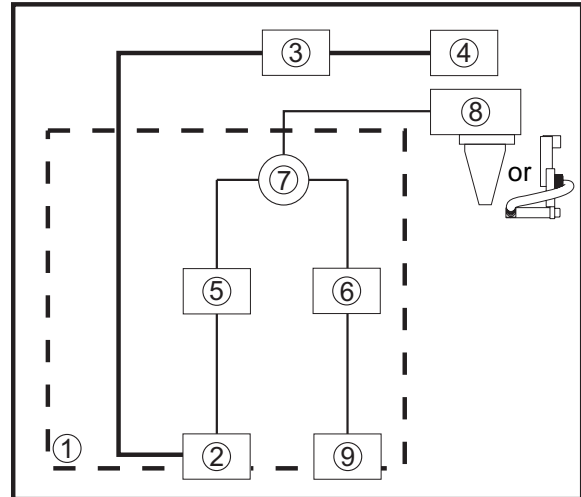 ③ ④
⑧
⑦ or
⑤ ⑥
① ② ⑨